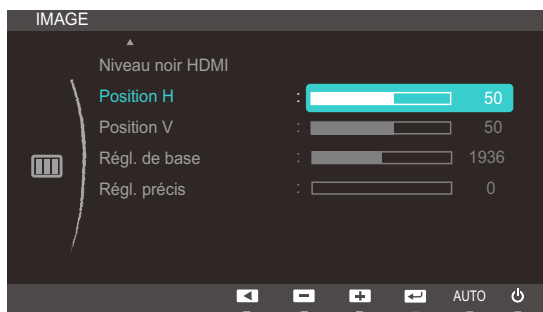 IMAGE
Niveau noir HDMI
Position H : 50
Position V : 50
Régl. de base : 1936
Régl. précis : 0
AUTO